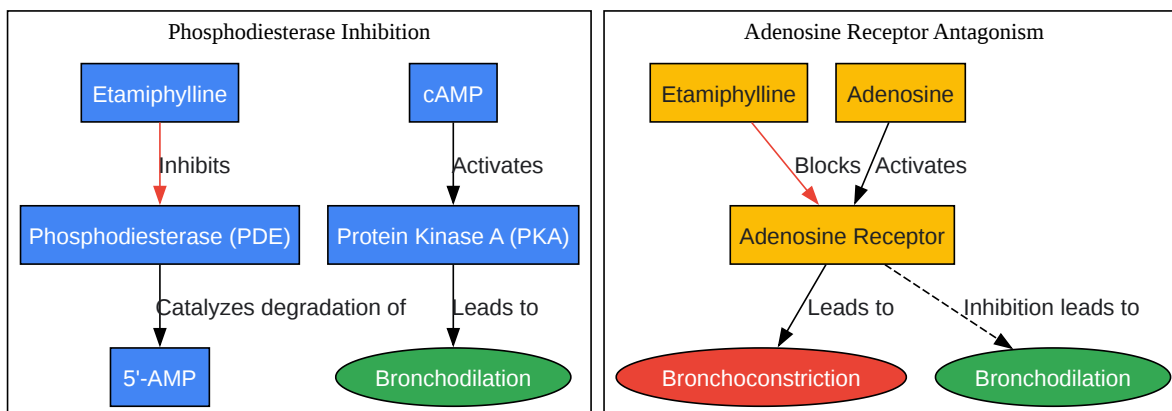 Phosphodiesterase Inhibition
Etamiphylline
cAMP
Inhibits
Activates
Phosphodiesterase (PDE)
Protein Kinase A (PKA)
Catalyzes degradation of
Leads to
5'-AMP
Bronchodilation
Adenosine Receptor Antagonism
Etamiphylline
Adenosine
Blocks
Activates
Adenosine Receptor
Leads to
Inhibition leads to
Bronchoconstriction
Bronchodilation